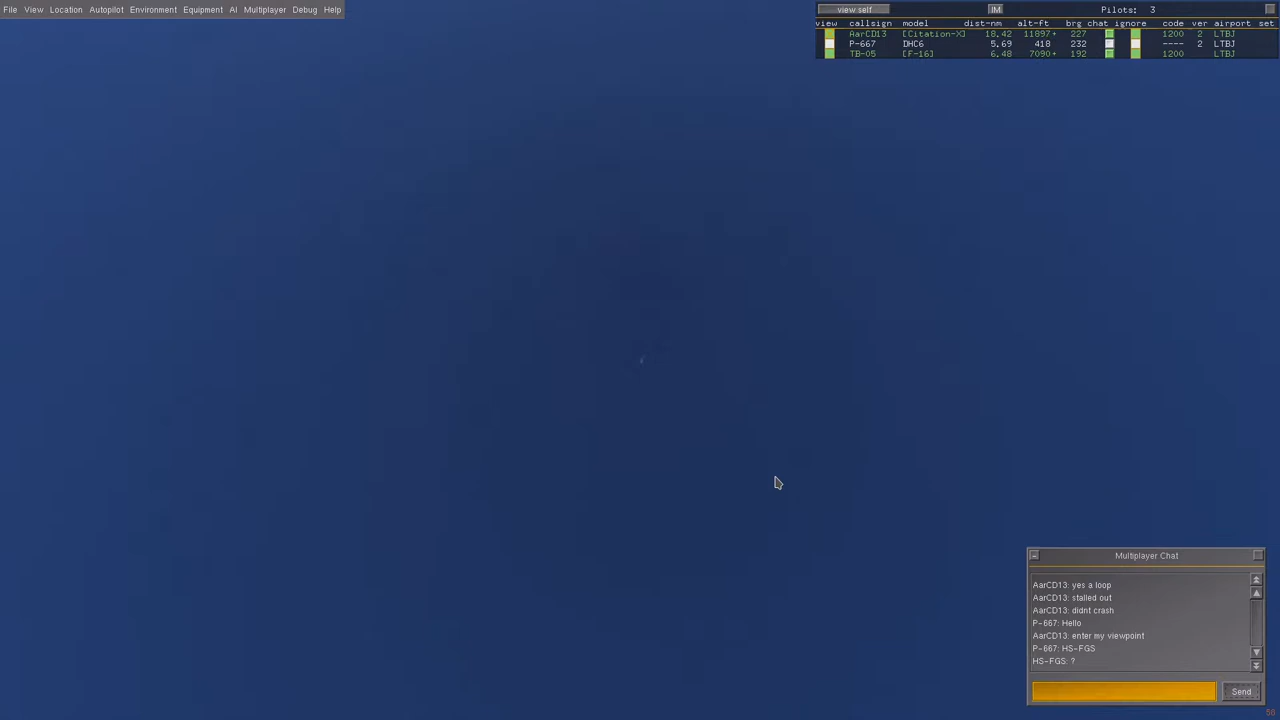 File View Location Autopilot Environment Equipment AI Multiplayer Debug Help
view self IM Pilots: 3
view callsign model dist-nm alt-ft brg chat ignore code ver airport set
AarCD13 [Citation-X] 18.42 11897+ 227 1200 2 LTBJ
P-667 DHC6 5.69 418 232 ---- 2 LTBJ
TB-05 [F-16] 6.48 7090+ 192 1200 LTBJ
Multiplayer Chat
AarCD13: yes a loop
AarCD13: stalled out
AarCD13: didnt crash
P-667: Hello
AarCD13: enter my viewpoint
P-667: HS-FGS
HS-FGS: ?
Send
56